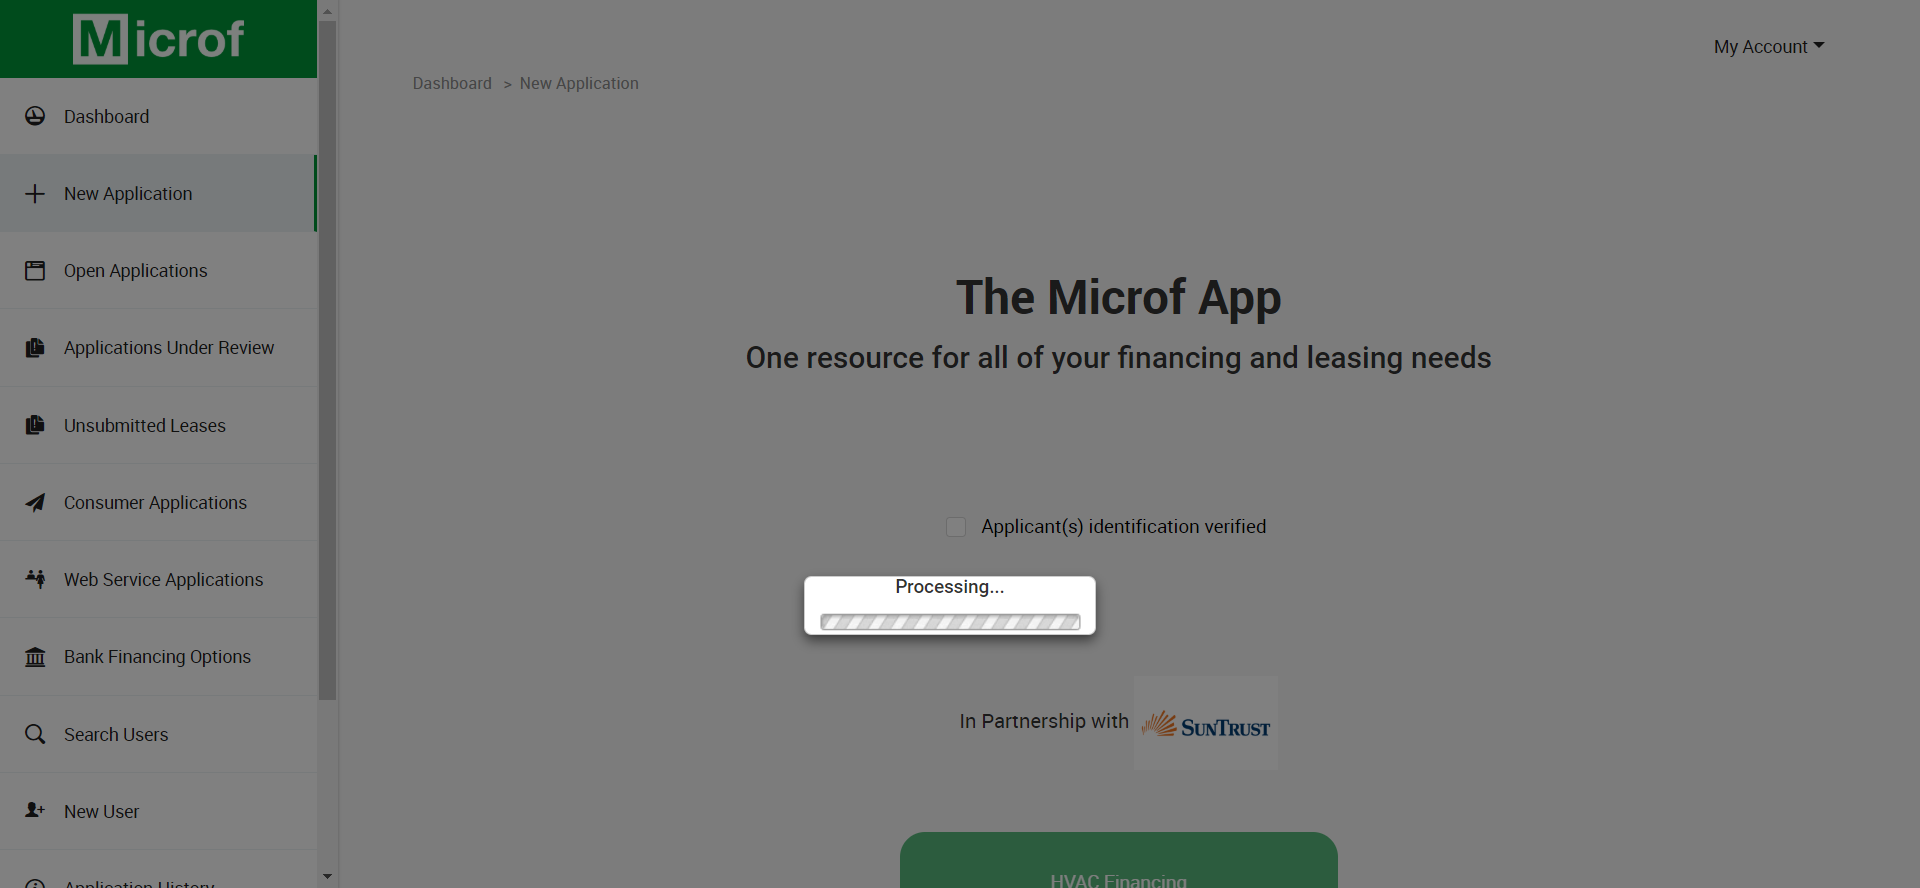 Microf
My Account
Dashboard > New Application
Dashboard
New Application
Open Applications
Applications Under Review
Unsubmitted Leases
Consumer Applications
Web Service Applications
Bank Financing Options
Search Users
New User
Application History
The Microf App
One resource for all of your financing and leasing needs
Applicant(s) identification verified
Processing...
In Partnership with SUNTRUST
HVAC Financing